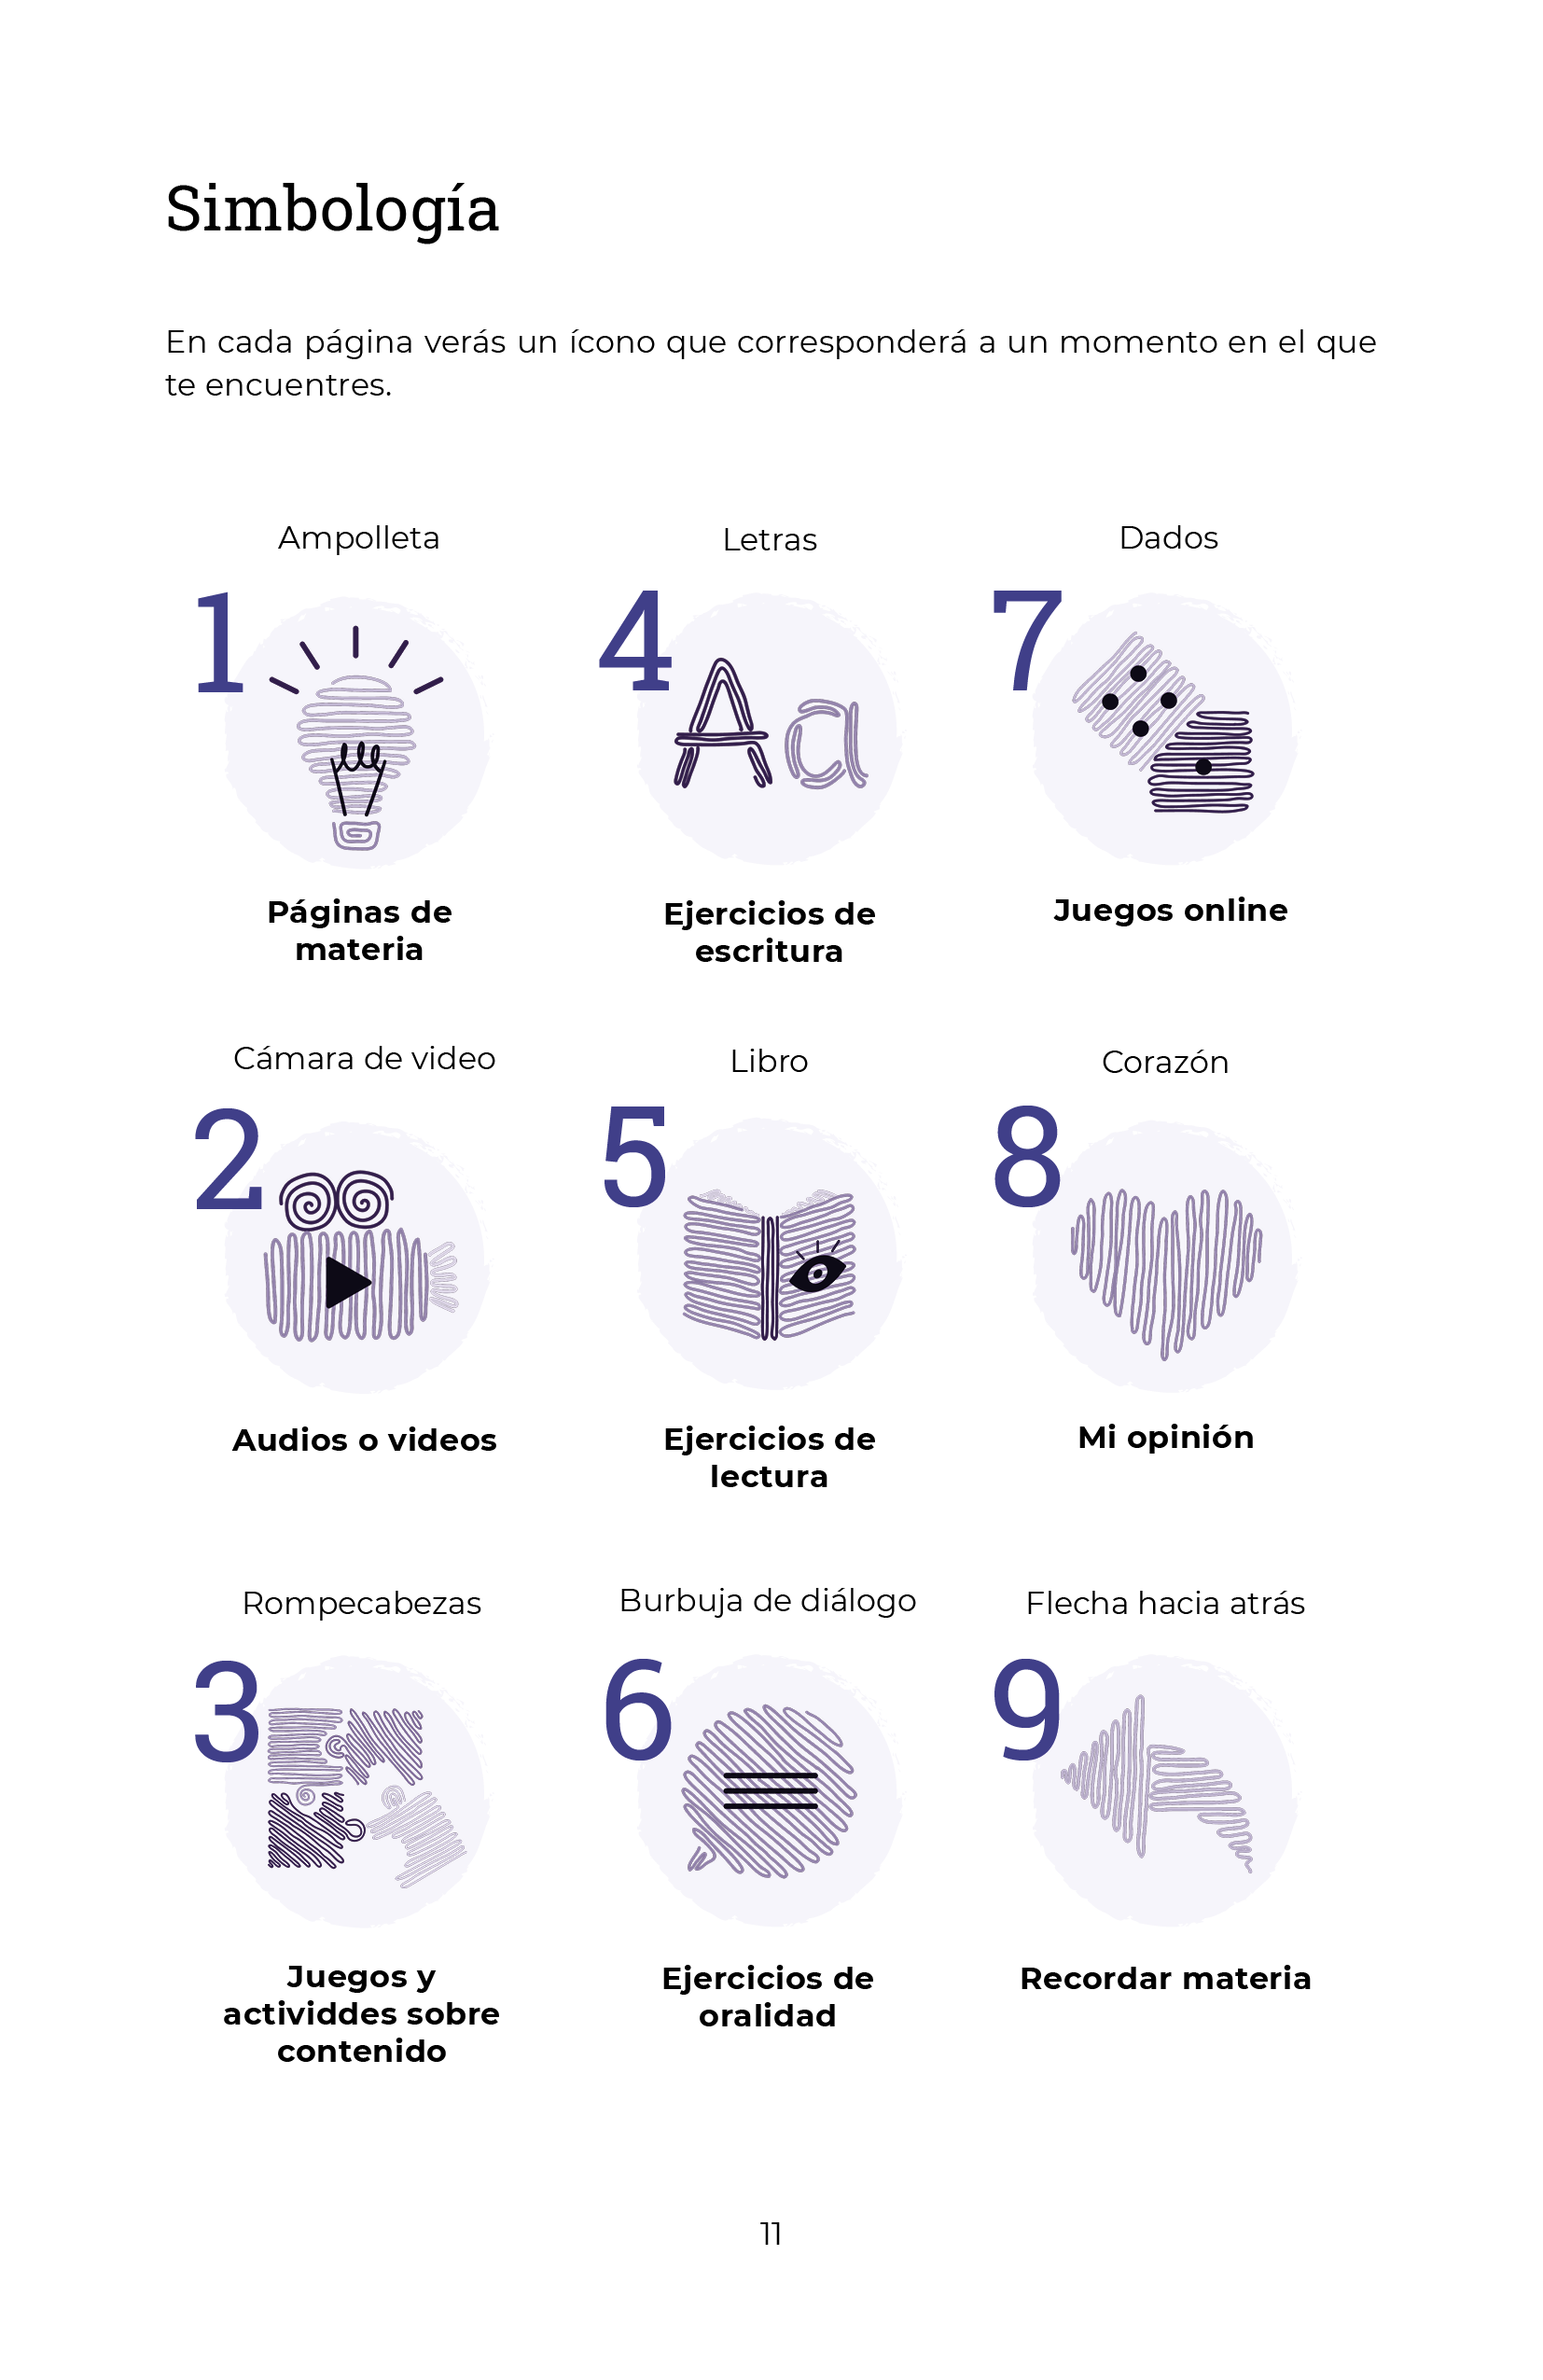 Simbología
En cada página verás un ícono que corresponderá a un momento en el que
te encuentres.
Ampolleta
1
Páginas de
materia
Cámara de video
2
Audios o videos
Rompecabezas
3
Juegos y
actividdes sobre
contenido
Letras
4
Aa
Ejercicios de
escritura
Libro
5
Ejercicios de
lectura
Burbuja de diálogo
6
Ejercicios de
oralidad
Dados
7
Juegos online
Corazón
8
Mi opinión
Flecha hacia atrás
9
Recordar materia
11